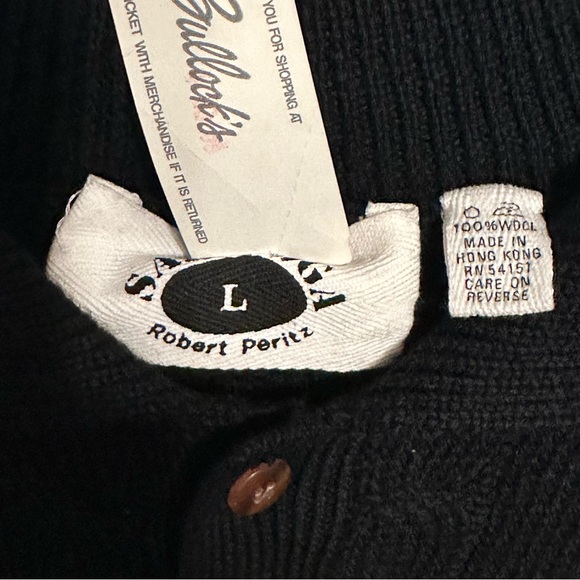 YOU FOR SHOPPING AT
Bullock's
WITH MERCHANDISE IF IT IS RETURNED
L
Robert Peritz
100% WOOL
MADE IN
HONG KONG
RN 54151
CARE ON
REVERSE